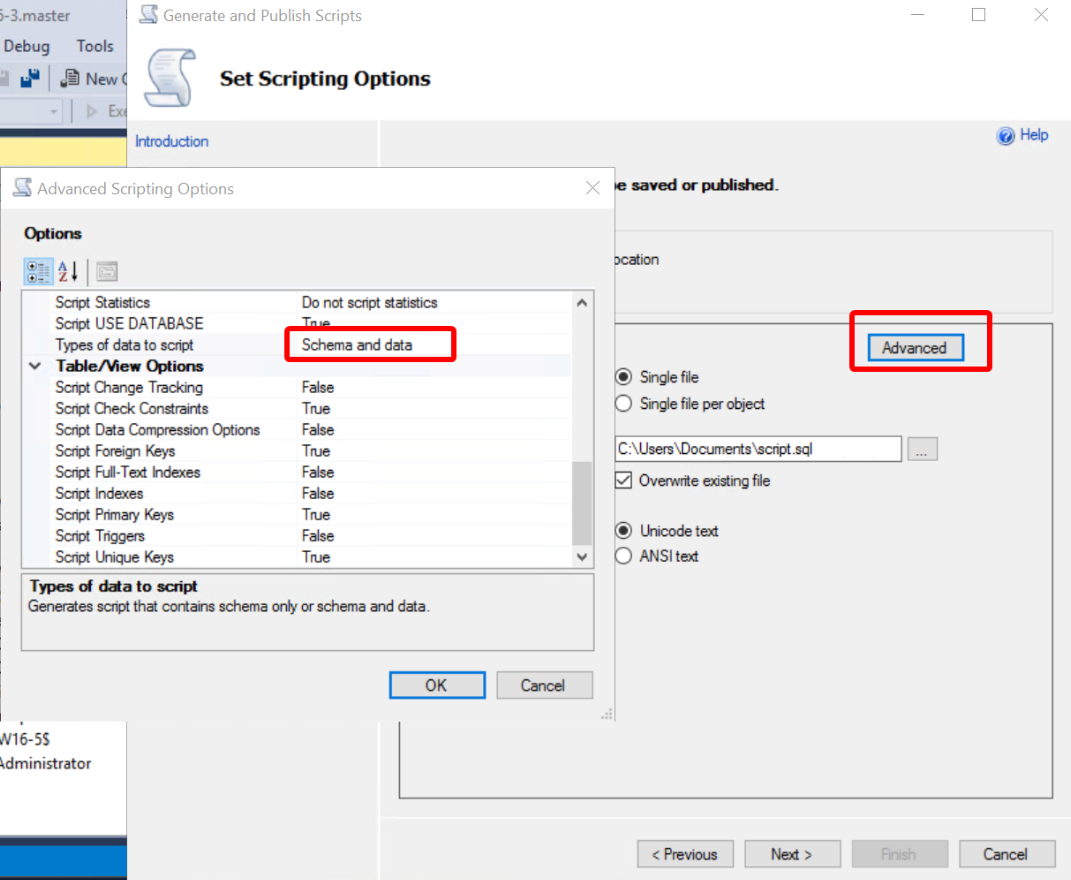 5-3.master
Generate and Publish Scripts
Debug Tools
New
Set Scripting Options
Introduction
Help
Advanced Scripting Options
be saved or published.
Options
ocation
Script Statistics Do not script statistics
Script USE DATABASE True
Types of data to script Schema and data
Advanced
Table/View Options
Script Change Tracking False
Single file
Script Check Constraints True
Single file per object
Script Data Compression Options False
Script Foreign Keys True
C:\Users\Documents\script.sql ...
Script Full-Text Indexes False
Overwrite existing file
Script Indexes False
Script Primary Keys True
Script Triggers False
Unicode text
Script Unique Keys True
ANSI text
Types of data to script
Generates script that contains schema only or schema and data.
OK Cancel
W16-5$
Administrator
< Previous Next > Finish Cancel